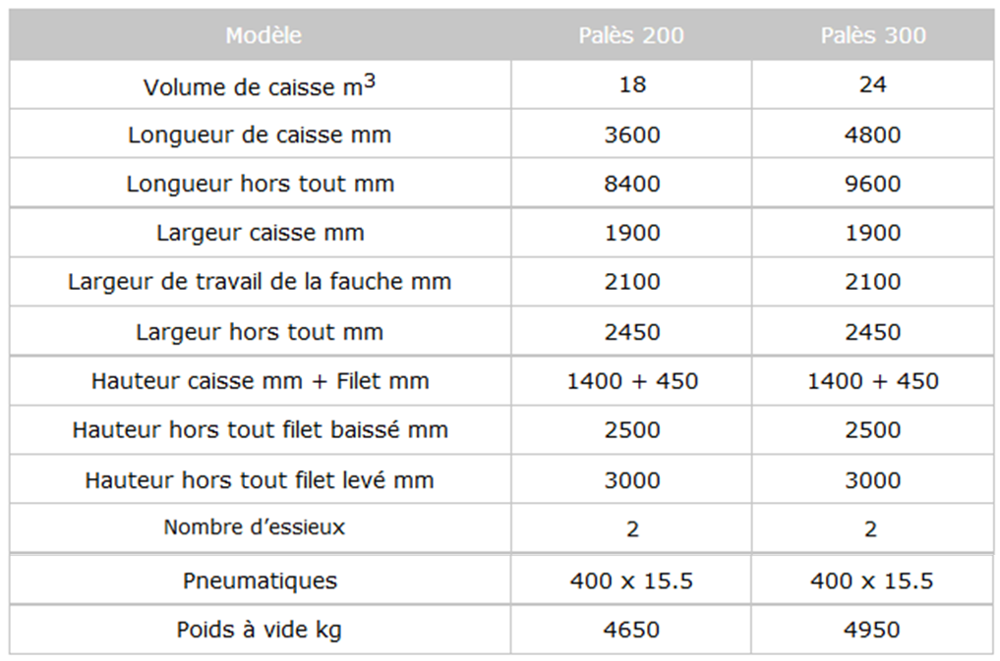 Modèle Palès 200 Palès 300
Volume de caisse m³ 18 24
Longueur de caisse mm 3600 4800
Longueur hors tout mm 8400 9600
Largeur caisse mm 1900 1900
Largeur de travail de la fauche mm 2100 2100
Largeur hors tout mm 2450 2450
Hauteur caisse mm + Filet mm 1400 + 450 1400 + 450
Hauteur hors tout filet baissé mm 2500 2500
Hauteur hors tout filet levé mm 3000 3000
Nombre d’essieux 2 2
Pneumatiques 400 x 15.5 400 x 15.5
Poids à vide kg 4650 4950